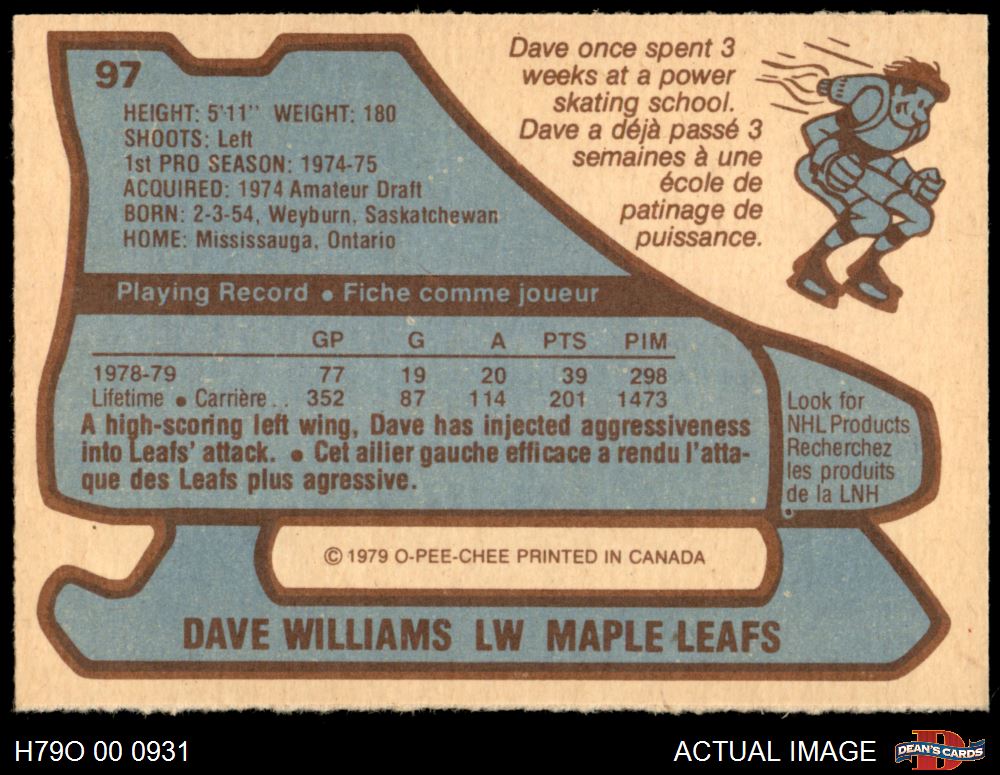 97
HEIGHT: 5'11" WEIGHT: 180
SHOOTS: Left
1st PRO SEASON: 1974-75
ACQUIRED: 1974 Amateur Draft
BORN: 2-3-54, Weyburn, Saskatchewan
HOME: Mississauga, Ontario
Dave once spent 3
weeks at a power
skating school.
Dave a déjà passé 3
semaines à une
école de
patinage de
puissance.
Playing Record • Fiche comme joueur
GP G A PTS PIM
1978-79 77 19 20 39 298
Lifetime • Carrière . . 352 87 114 201 1473
A high-scoring left wing, Dave has injected aggressiveness
into Leafs' attack. • Cet ailier gauche efficace a rendu l'atta-
que des Leafs plus agressive.
Look for
NHL Products
Recherchez
les produits
de la LNH
© 1979 O-PEE-CHEE PRINTED IN CANADA
DAVE WILLIAMS LW MAPLE LEAFS
H79O 00 0931
ACTUAL IMAGE
D
DEAN'S CARDS